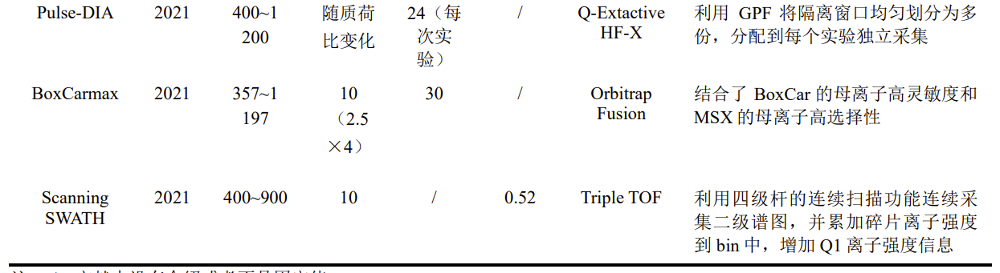 Pulse-DIA 2021 400~1 随质荷 24（每 / Q-Extactive 利用 GPF 将隔离窗口均匀划分为多
200 比变化 次实 HF-X 份，分配到每个实验独立采集
验）
BoxCarmax 2021 357~1 10 30 / Orbitrap 结合了 BoxCar 的母离子高灵敏度和
197 （2.5 Fusion MSX 的母离子高选择性
×4）
Scanning 2021 400~900 10 / 0.52 Triple TOF 利用四级杆的连续扫描功能连续采
SWATH 集二级谱图，并累加碎片离子强度
到 bin 中，增加 Q1 离子强度信息